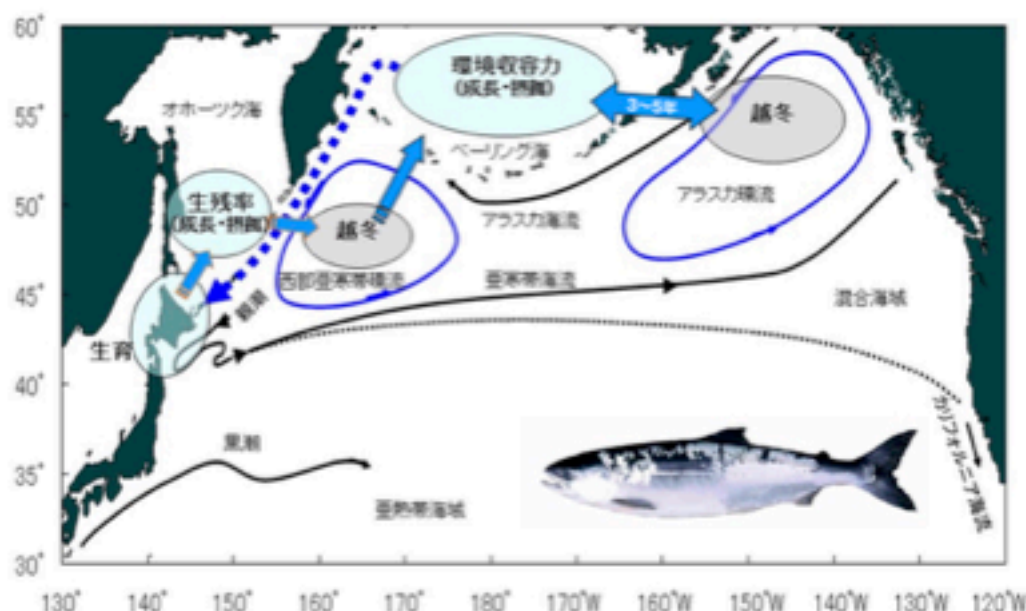 60°
55°
50°
45°
40°
35°
30°
環境収容力
(成長・摂餌)
オホーツク海
3~5年
越冬
ベーリング海
生残率
(成長・摂餌)
越冬
アラスカ海流
アラスカ環流
西部亜寒帯環流
亜寒帯海流
親潮
混合海域
生育
黒潮
亜熱帯海域
カリフォルニア海流
130°
140°
150°
160°
170°
180°
170°W
160°W
150°W
140°W
130°W
120°W